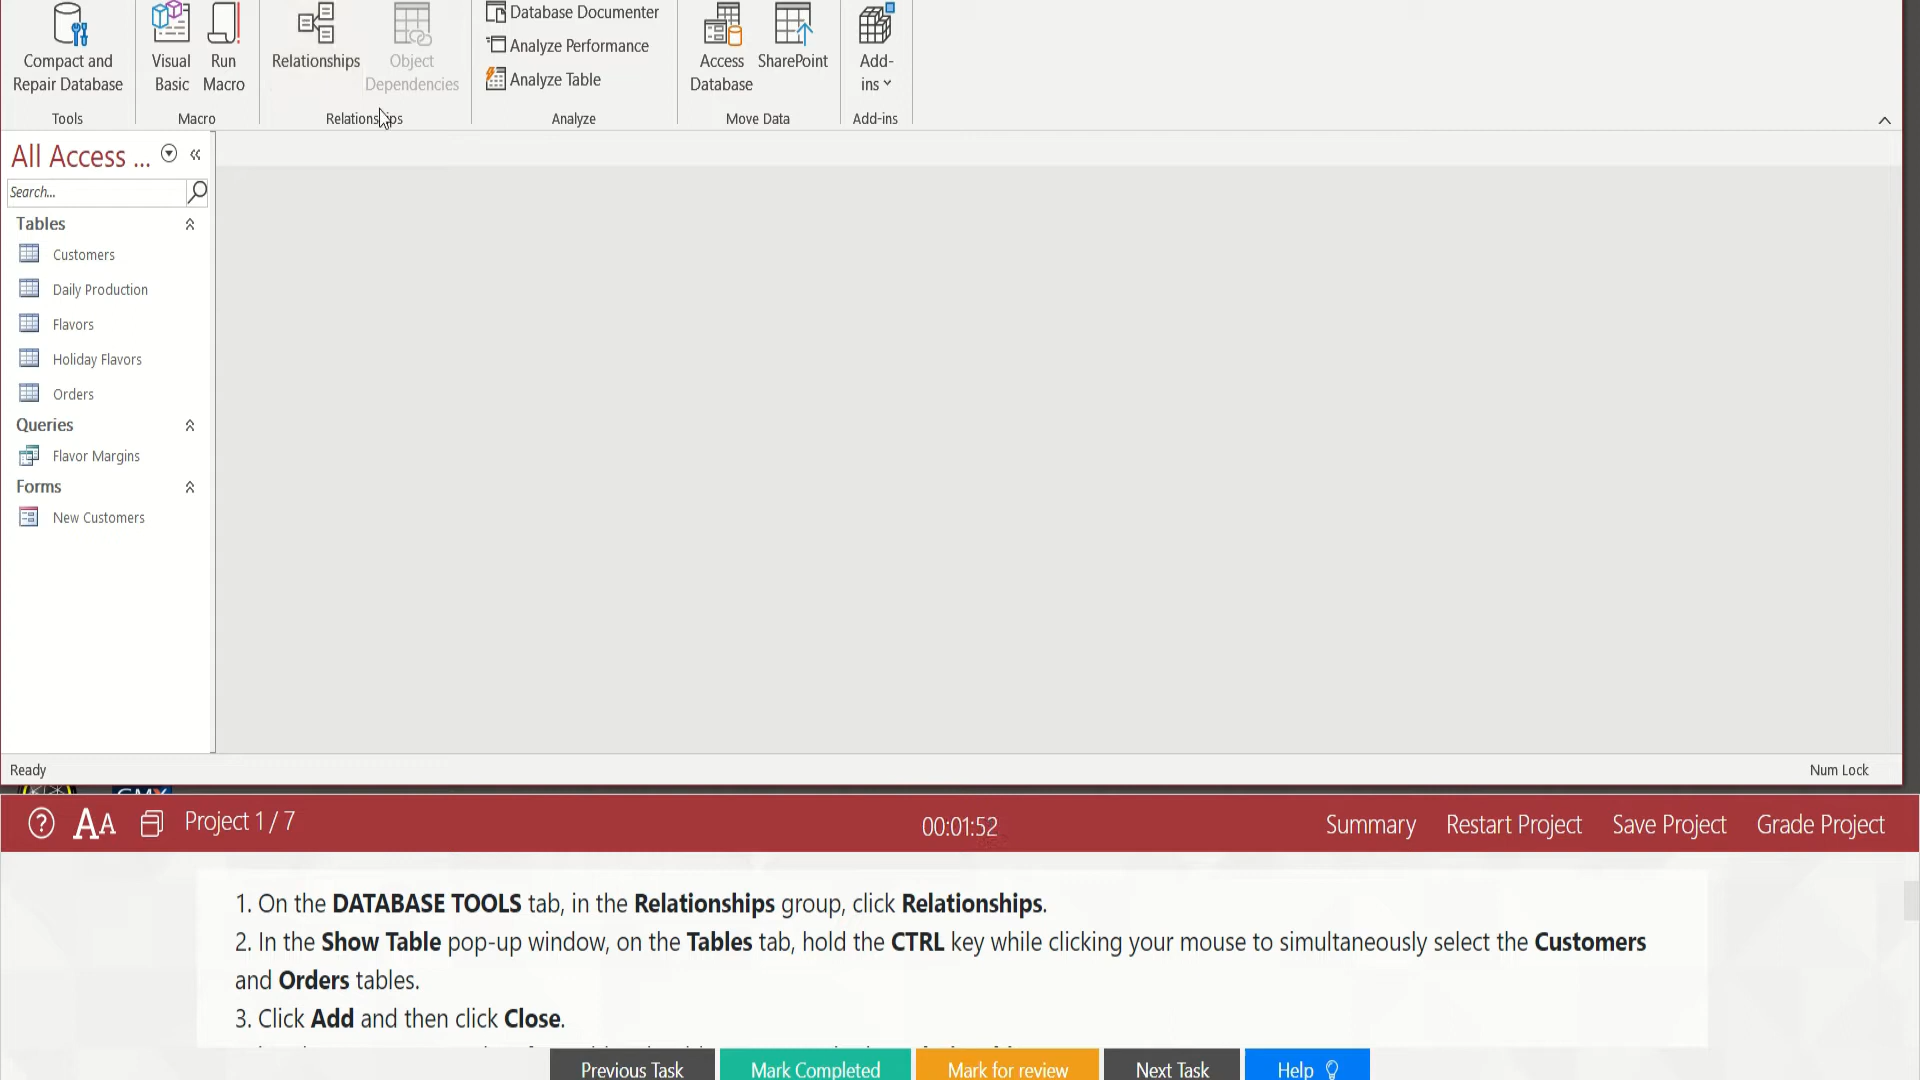 Compact and
Repair Database
Visual
Basic
Run
Macro
Relationships
Object
Dependencies
Database Documenter
Analyze Performance
Analyze Table
Access
Database
SharePoint
Add-
ins
Tools
Macro
Relationships
Analyze
Move Data
Add-ins
All Access ...
Search...
Tables
Customers
Daily Production
Flavors
Holiday Flavors
Orders
Queries
Flavor Margins
Forms
New Customers
Ready
Num Lock
Project 1 / 7
00:01:52
Summary
Restart Project
Save Project
Grade Project
1. On the DATABASE TOOLS tab, in the Relationships group, click Relationships.
2. In the Show Table pop-up window, on the Tables tab, hold the CTRL key while clicking your mouse to simultaneously select the Customers
and Orders tables.
3. Click Add and then click Close.
Previous Task
Mark Completed
Mark for review
Next Task
Help